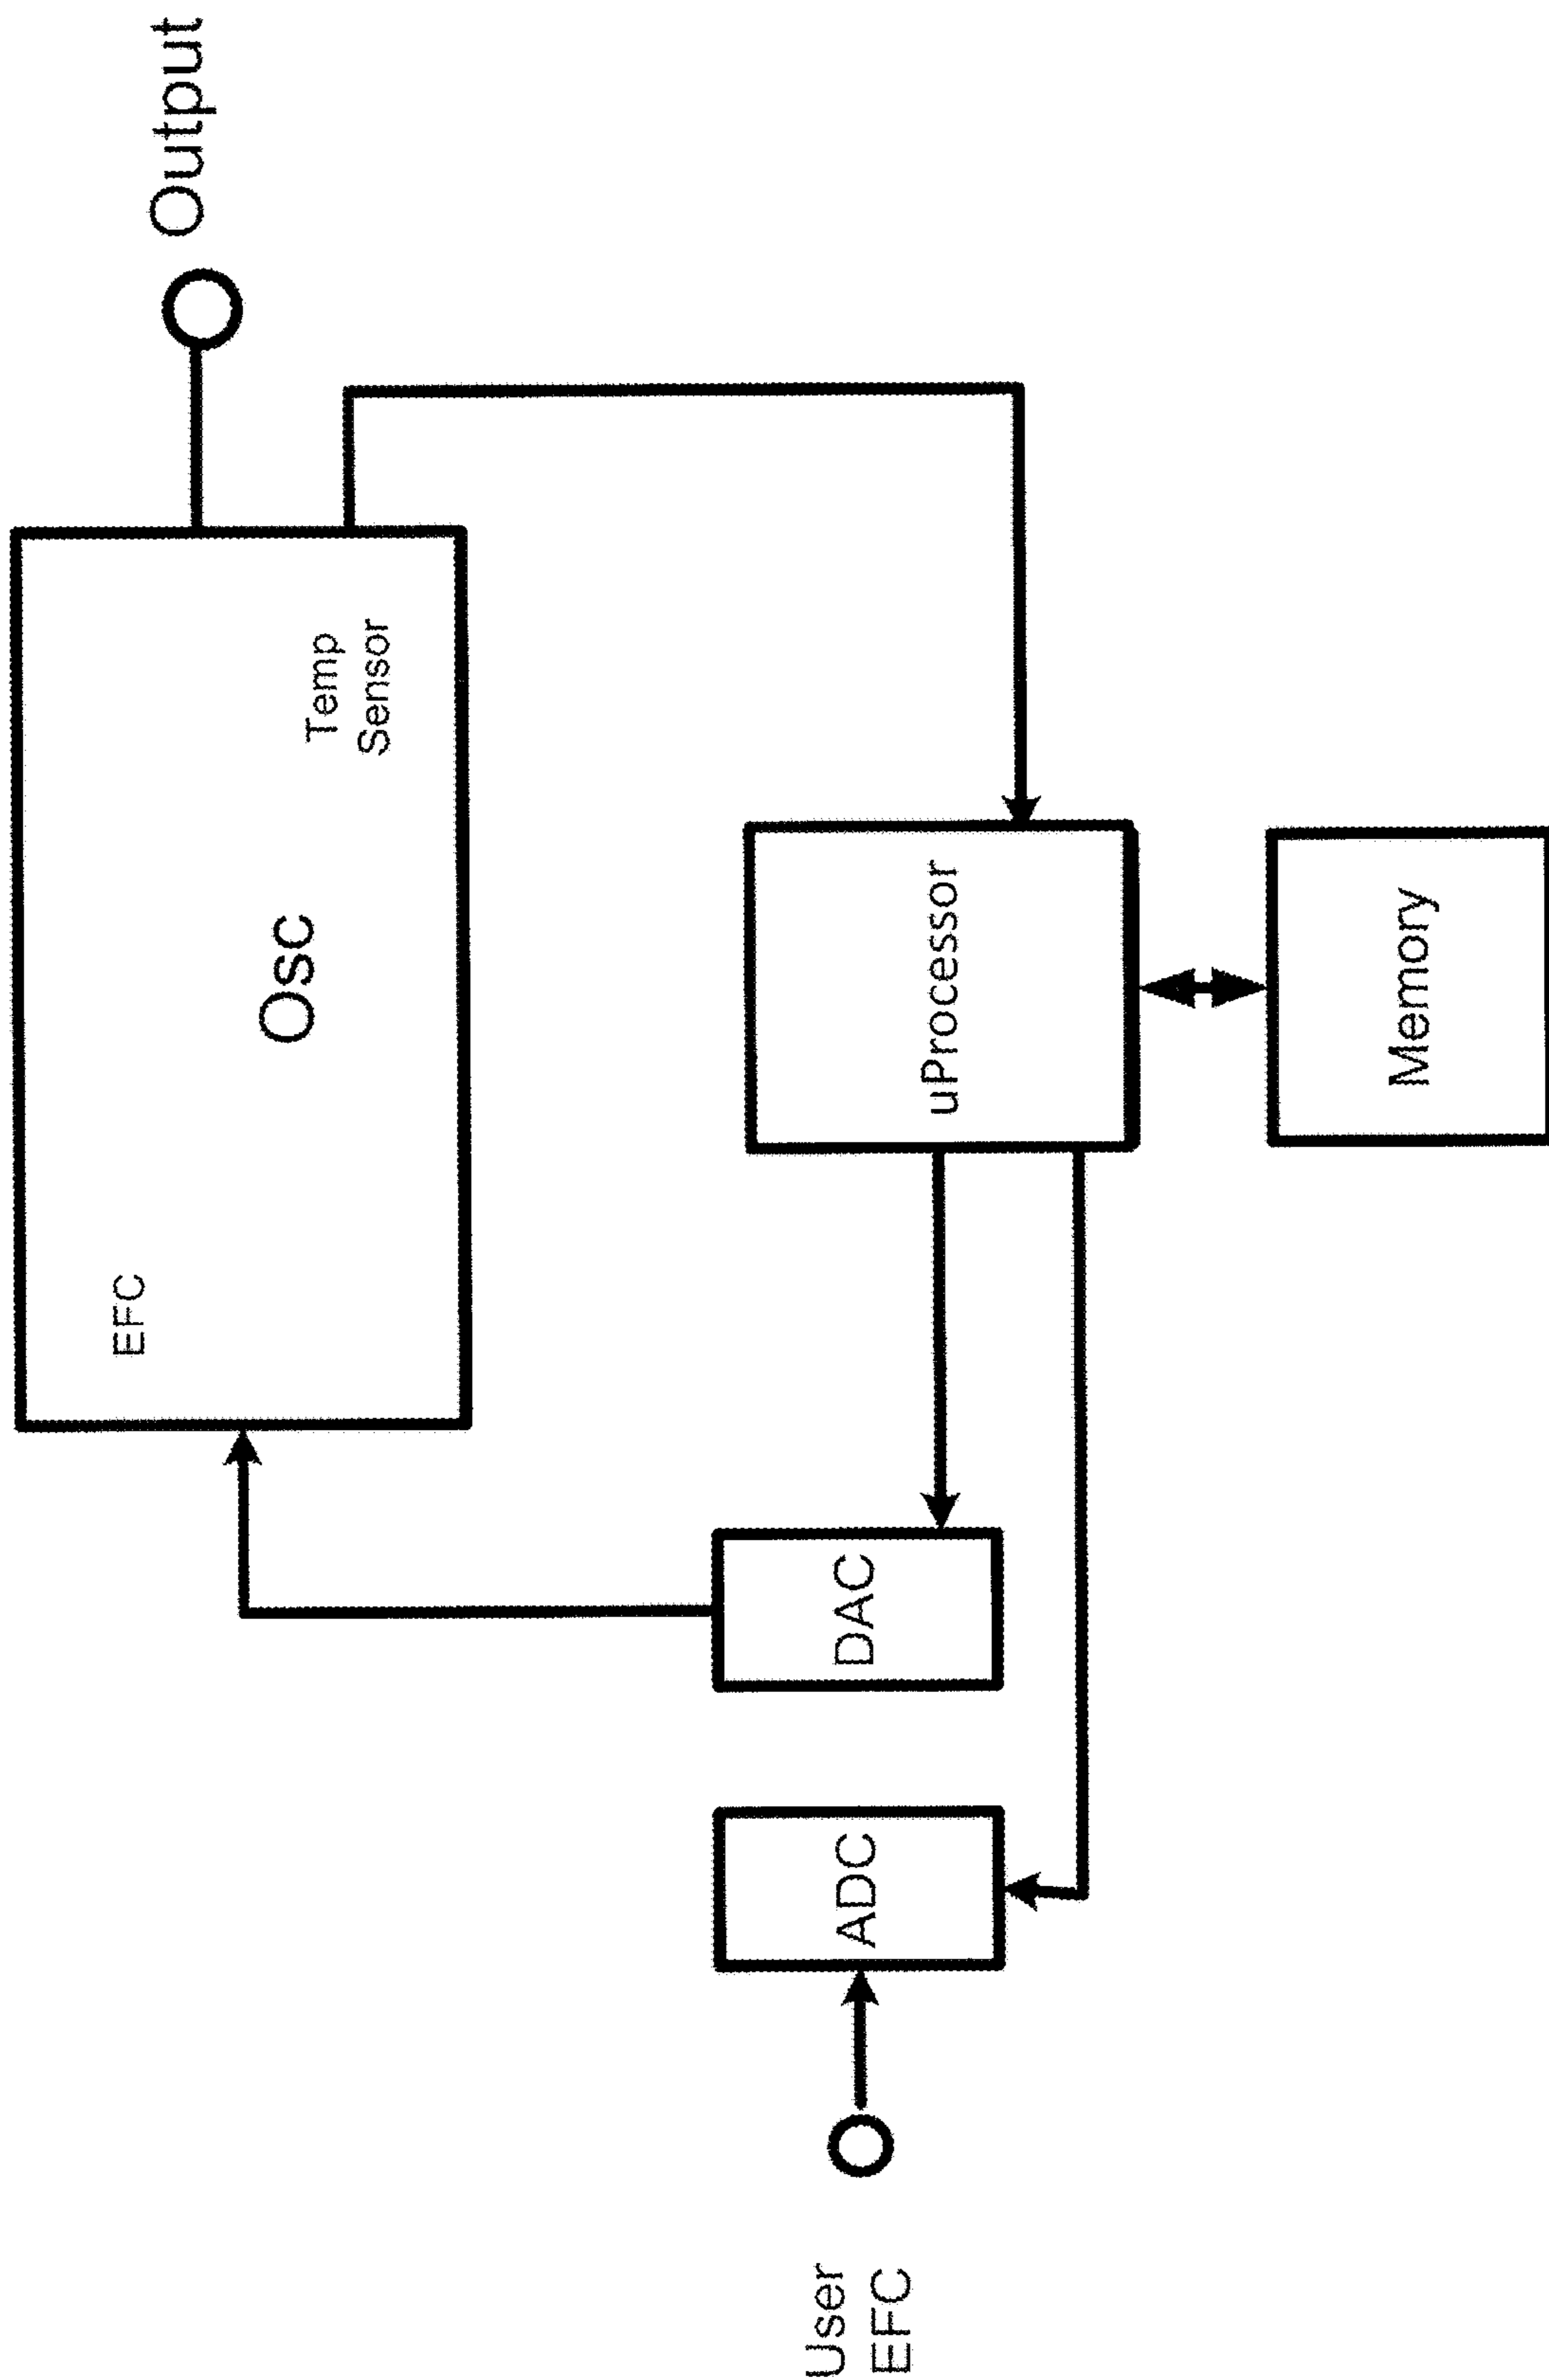 Output
EFC
Osc
Temp
Sensor
uProcessor
Memory
DAC
ADC
User
EFC